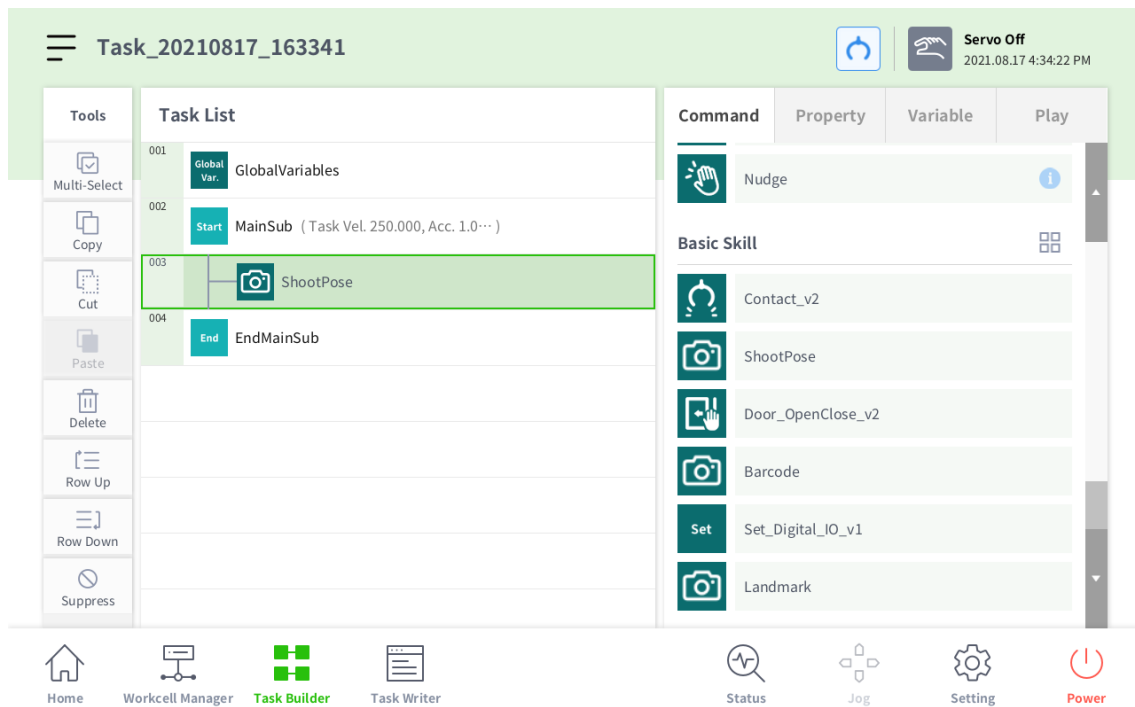 Task_20210817_163341
Servo Off
2021.08.17 4:34:22 PM
Tools
Multi-Select
Copy
Cut
Paste
Delete
Row Up
Row Down
Suppress
Task List
001
Global Var.
GlobalVariables
002
Start
MainSub ( Task Vel. 250.000, Acc. 1.0··· )
003
ShootPose
004
End
EndMainSub
Command
Property
Variable
Play
Nudge
i
Basic Skill
Contact_v2
ShootPose
Door_OpenClose_v2
Barcode
Set
Set_Digital_IO_v1
Landmark
Home
Workcell Manager
Task Builder
Task Writer
Status
Jog
Setting
Power